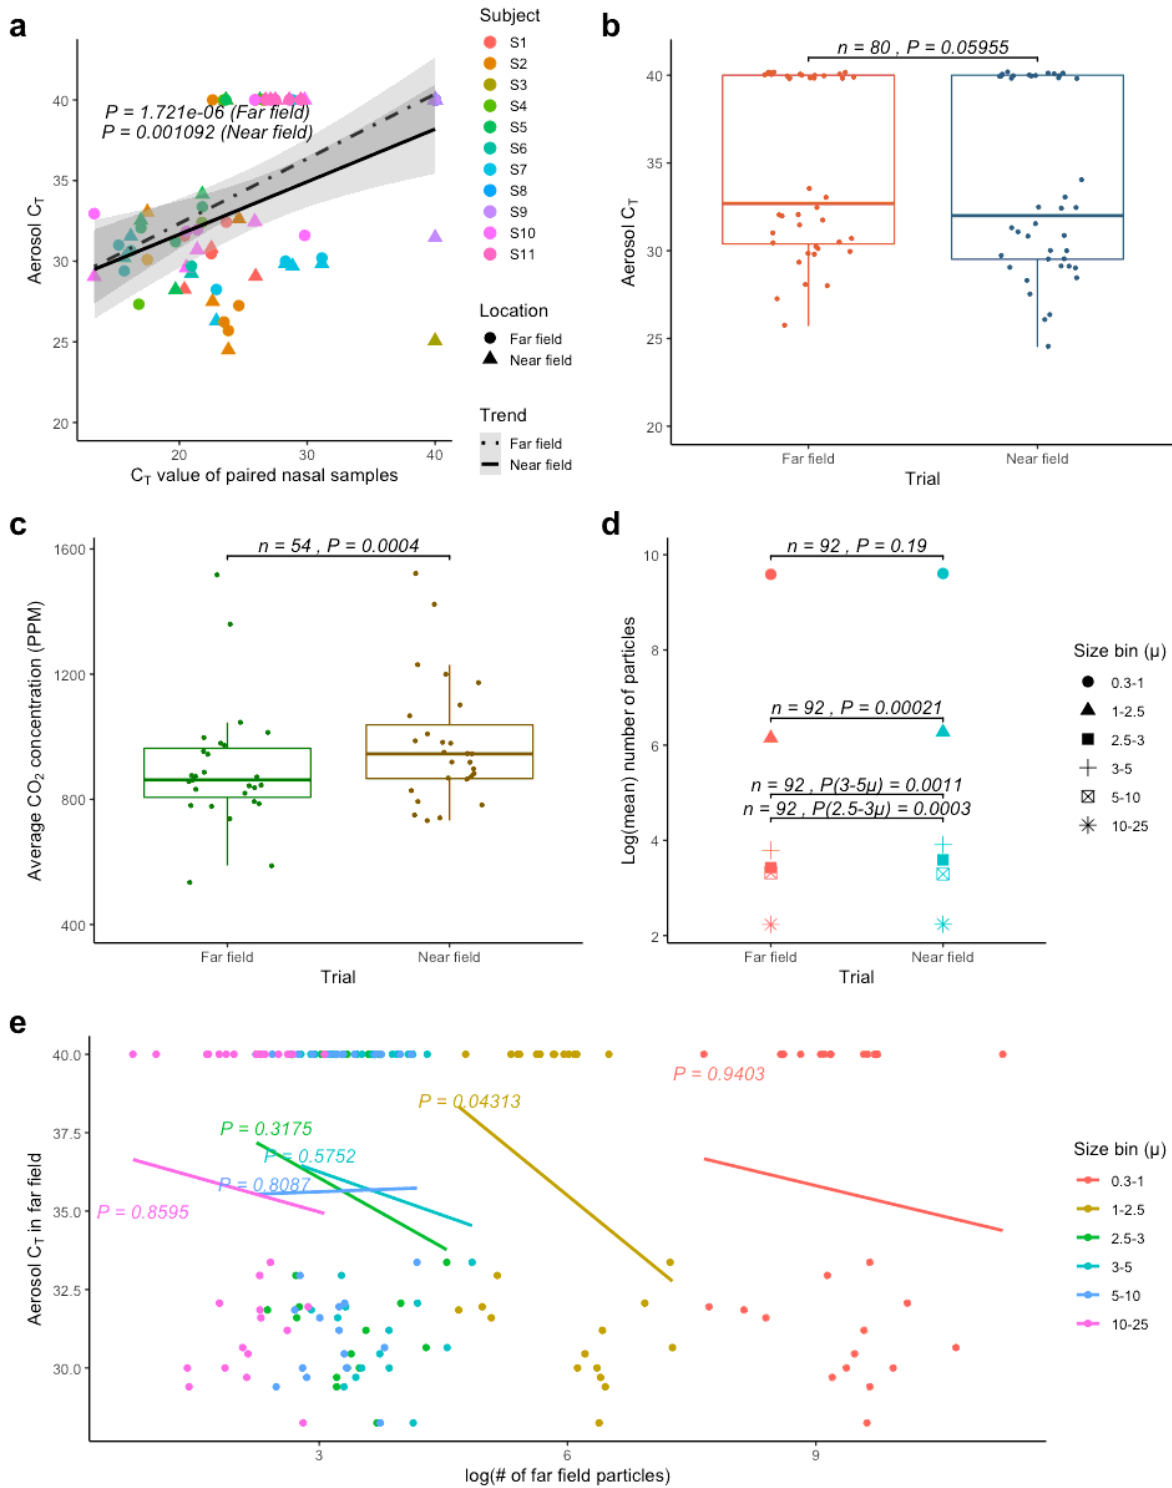 a
Subject
S1
S2
S3
S4
S5
S6
S7
S8
S9
S10
S11
Location
Far field
Near field
Trend
Far field
Near field
P = 1.721e-06 (Far field)
P = 0.001092 (Near field)
Aerosol C_T
40
35
30
25
20
20 30 40
C_T value of paired nasal samples
b
n = 80 , P = 0.05955
Aerosol C_T
40
35
30
25
20
Far field Near field
Trial
c
n = 54 , P = 0.0004
Average CO₂ concentration (PPM)
1600
1200
800
400
Far field Near field
Trial
d
n = 92 , P = 0.19
n = 92 , P = 0.00021
n = 92 , P(3-5μ) = 0.0011
n = 92 , P(2.5-3μ) = 0.0003
Log(mean) number of particles
10
8
6
4
2
Far field Near field
Trial
Size bin (μ)
0.3-1
1-2.5
2.5-3
3-5
5-10
10-25
e
Aerosol C_T in far field
40.0
37.5
35.0
32.5
30.0
P = 0.9403
P = 0.04313
P = 0.3175
P = 0.5752
P = 0.8087
P = 0.8595
3 6 9
log(# of far field particles)
Size bin (μ)
0.3-1
1-2.5
2.5-3
3-5
5-10
10-25